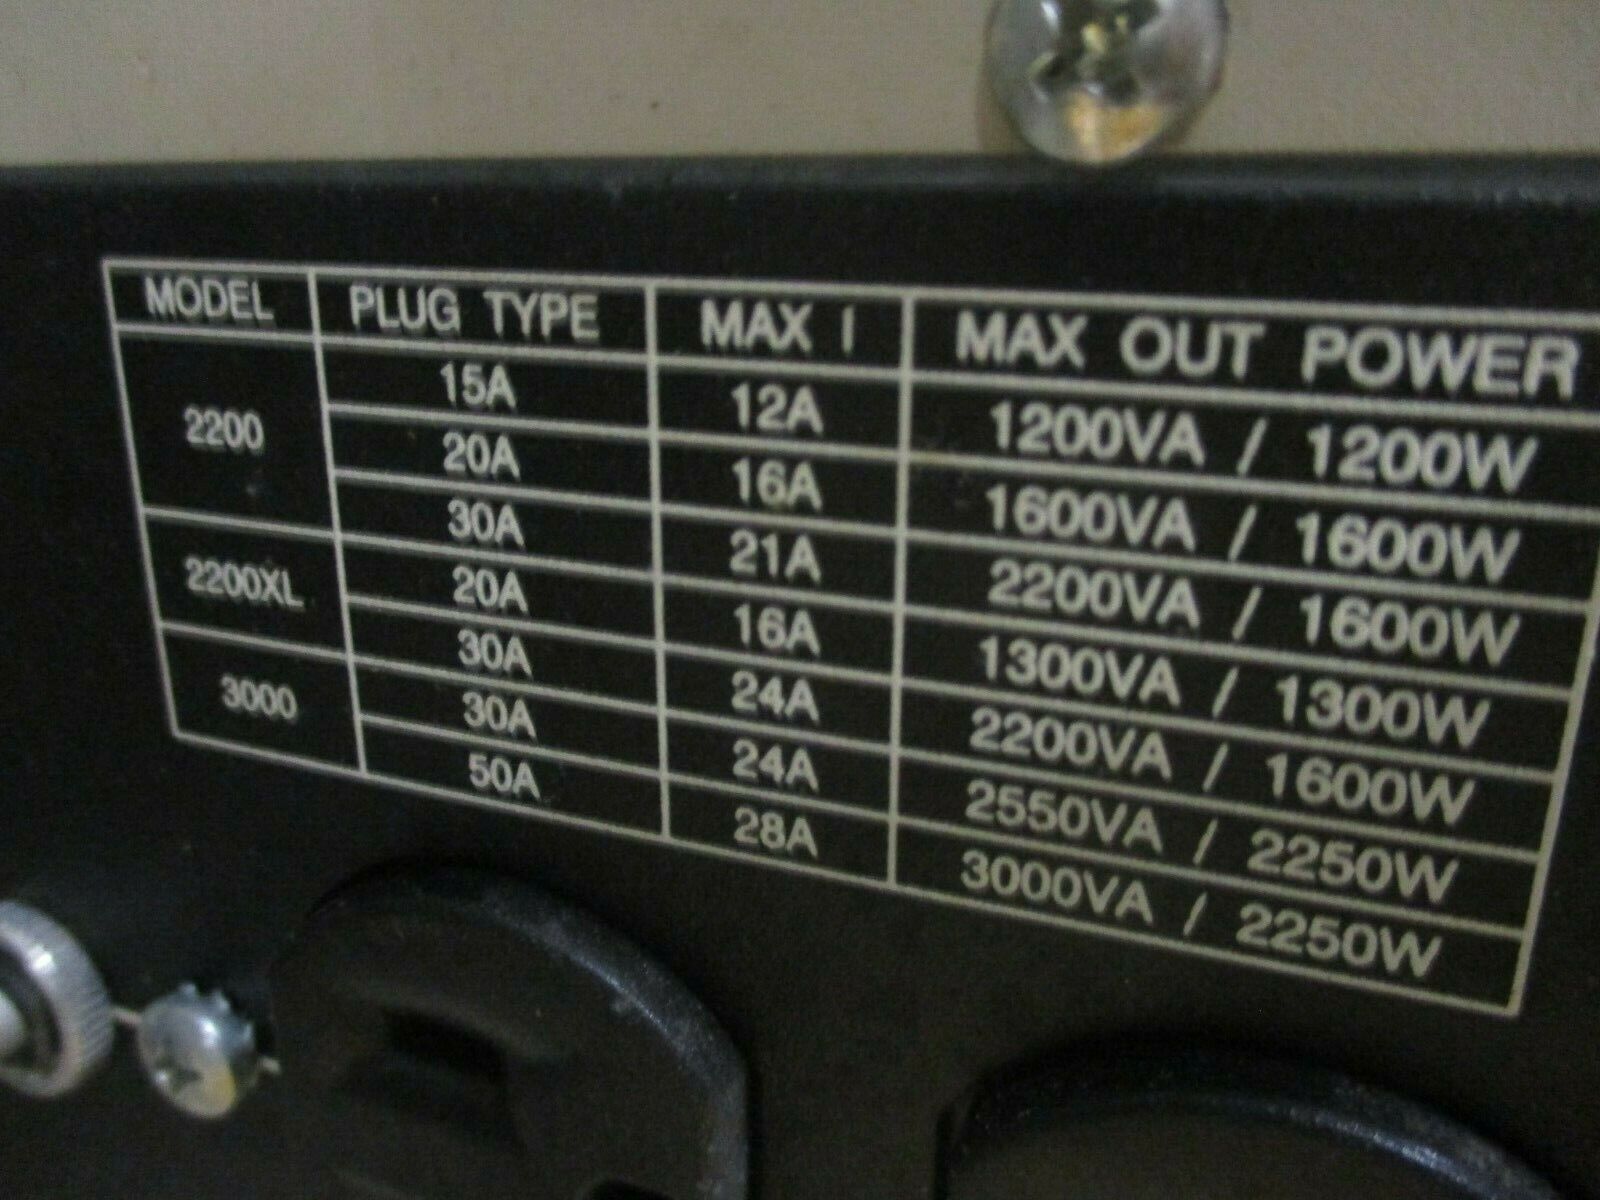 MODEL PLUG TYPE MAX I MAX OUT POWER
2200 15A 12A 1200VA / 1200W
20A 16A 1600VA / 1600W
30A 21A 2200VA / 1600W
2200XL 20A 16A 1300VA / 1300W
30A 24A 2200VA / 1600W
3000 30A 24A 2550VA / 2250W
50A 28A 3000VA / 2250W